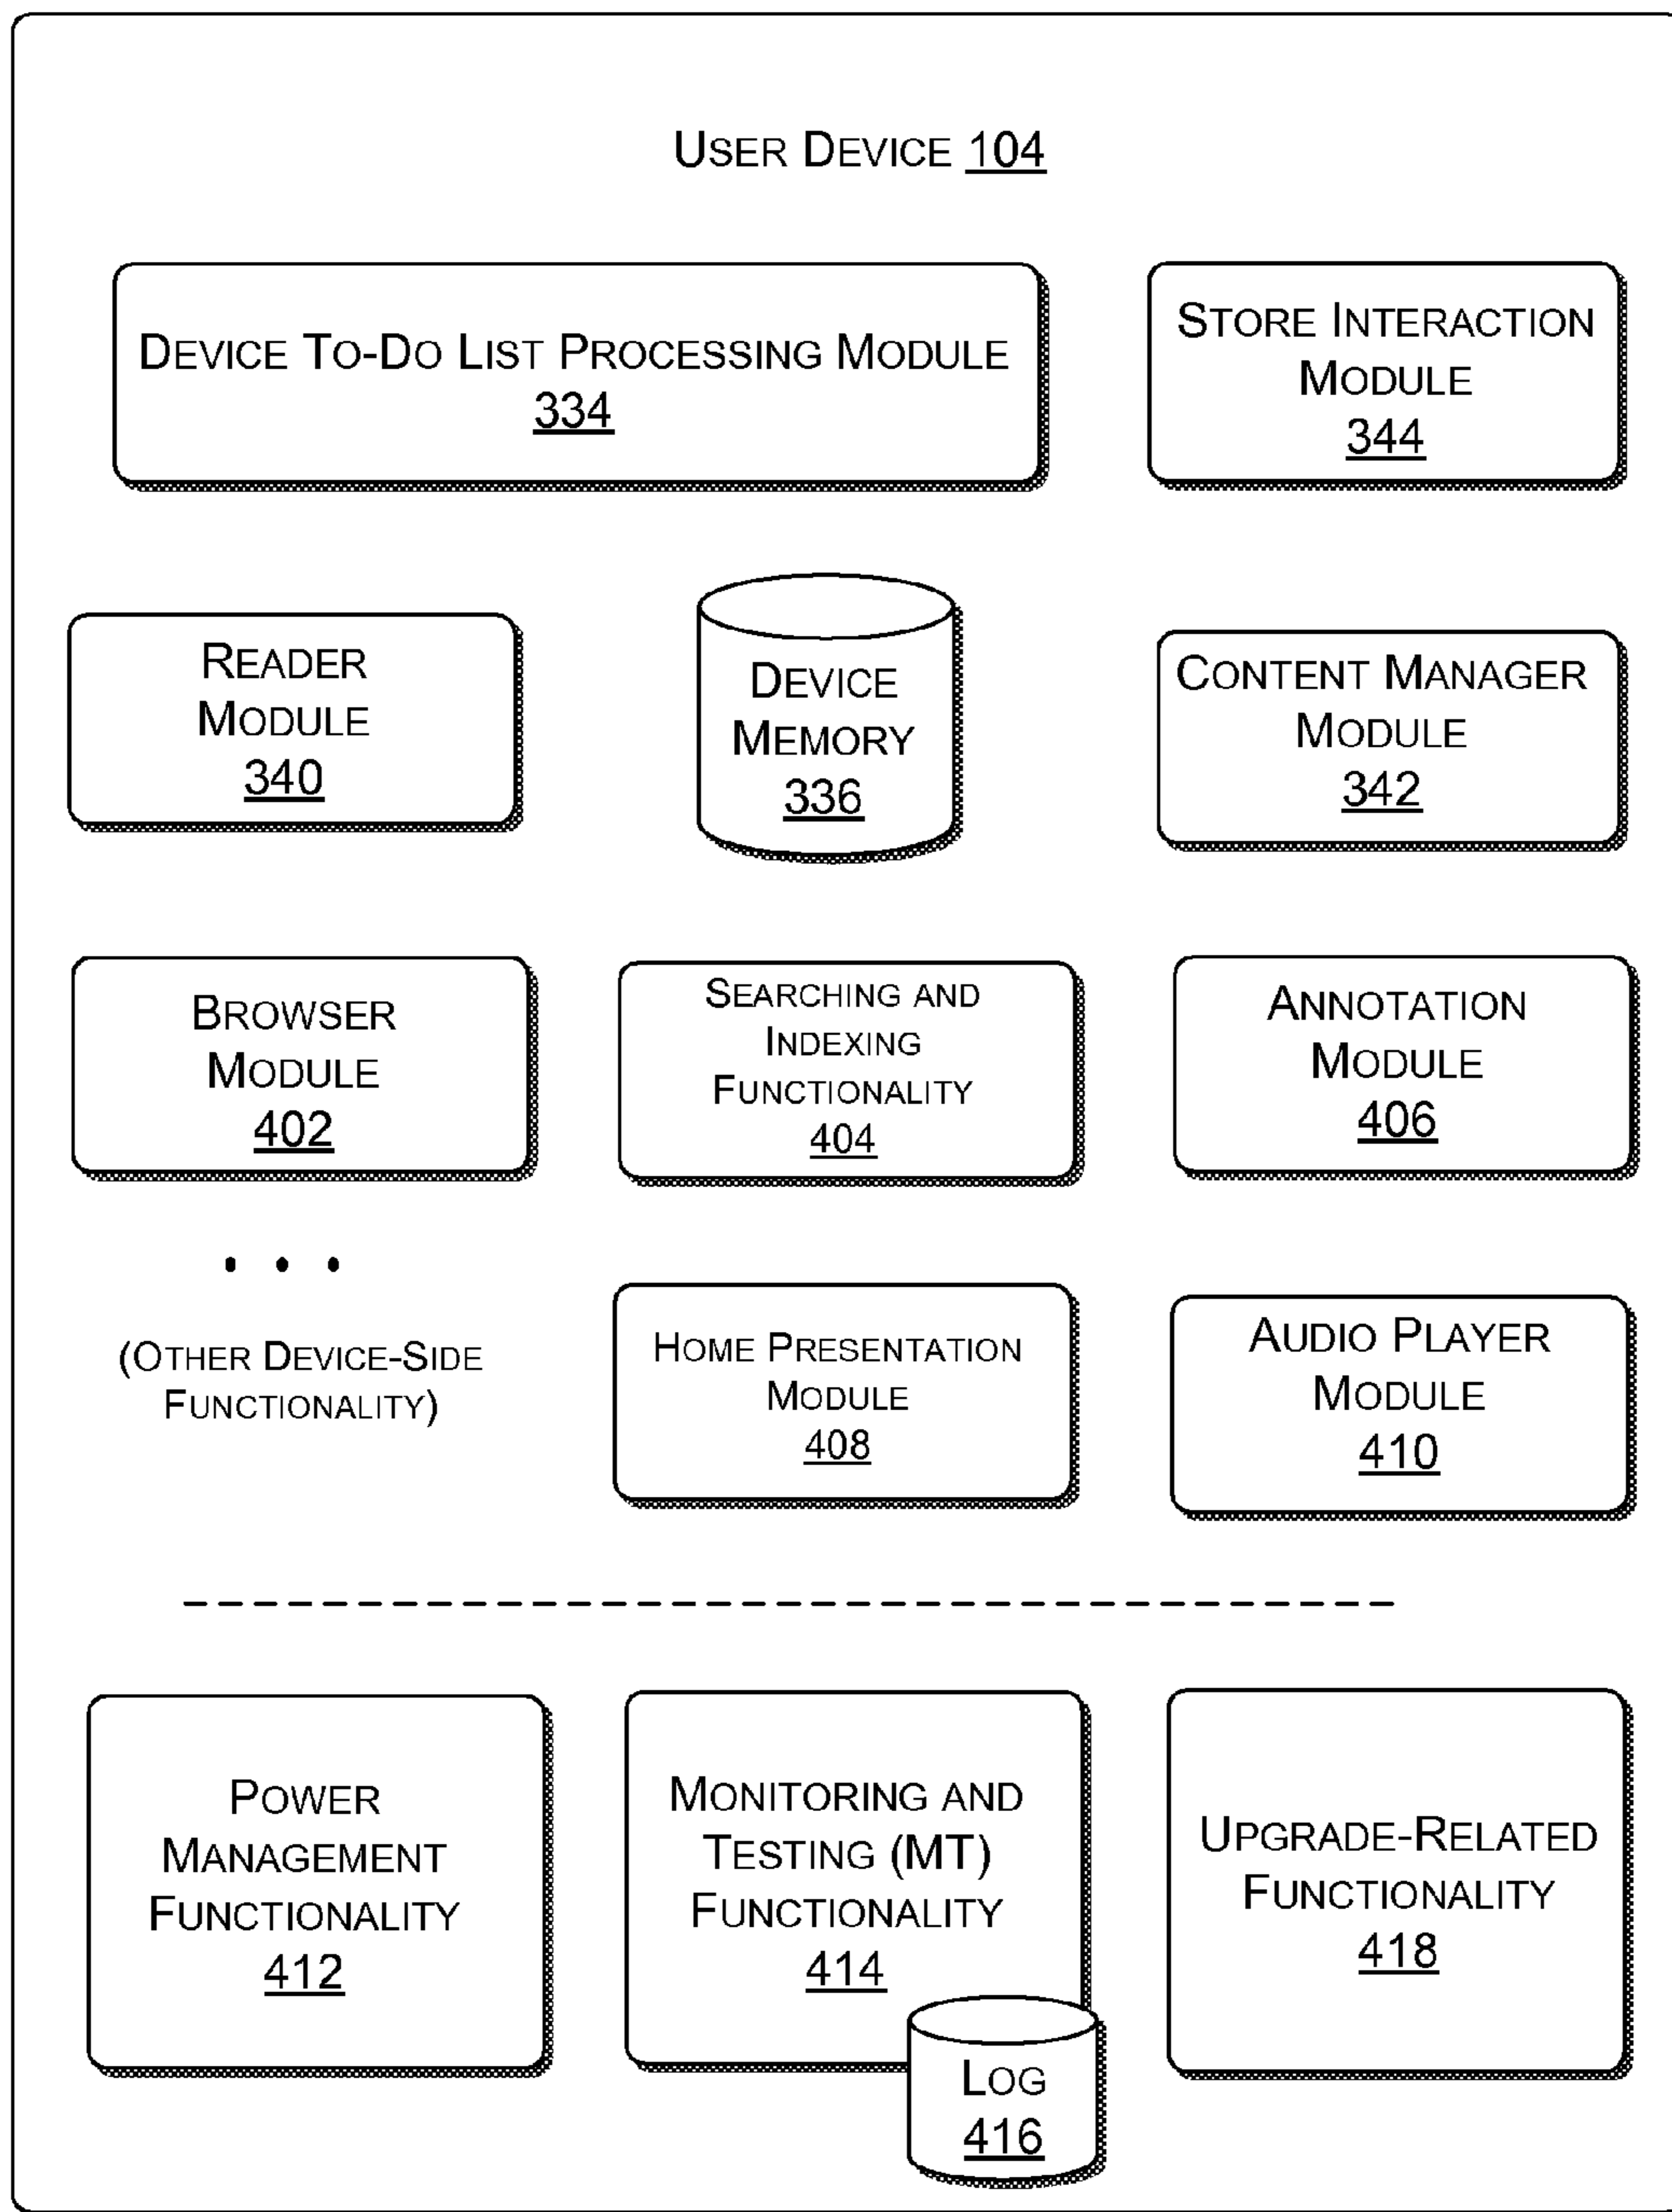 USER DEVICE 104
DEVICE TO-DO LIST PROCESSING MODULE
334
STORE INTERACTION
MODULE
344
READER
MODULE
340
DEVICE
MEMORY
336
CONTENT MANAGER
MODULE
342
BROWSER
MODULE
402
SEARCHING AND
INDEXING
FUNCTIONALITY
404
ANNOTATION
MODULE
406
• • •
(OTHER DEVICE-SIDE
FUNCTIONALITY)
HOME PRESENTATION
MODULE
408
AUDIO PLAYER
MODULE
410
POWER
MANAGEMENT
FUNCTIONALITY
412
MONITORING AND
TESTING (MT)
FUNCTIONALITY
414
LOG
416
UPGRADE-RELATED
FUNCTIONALITY
418